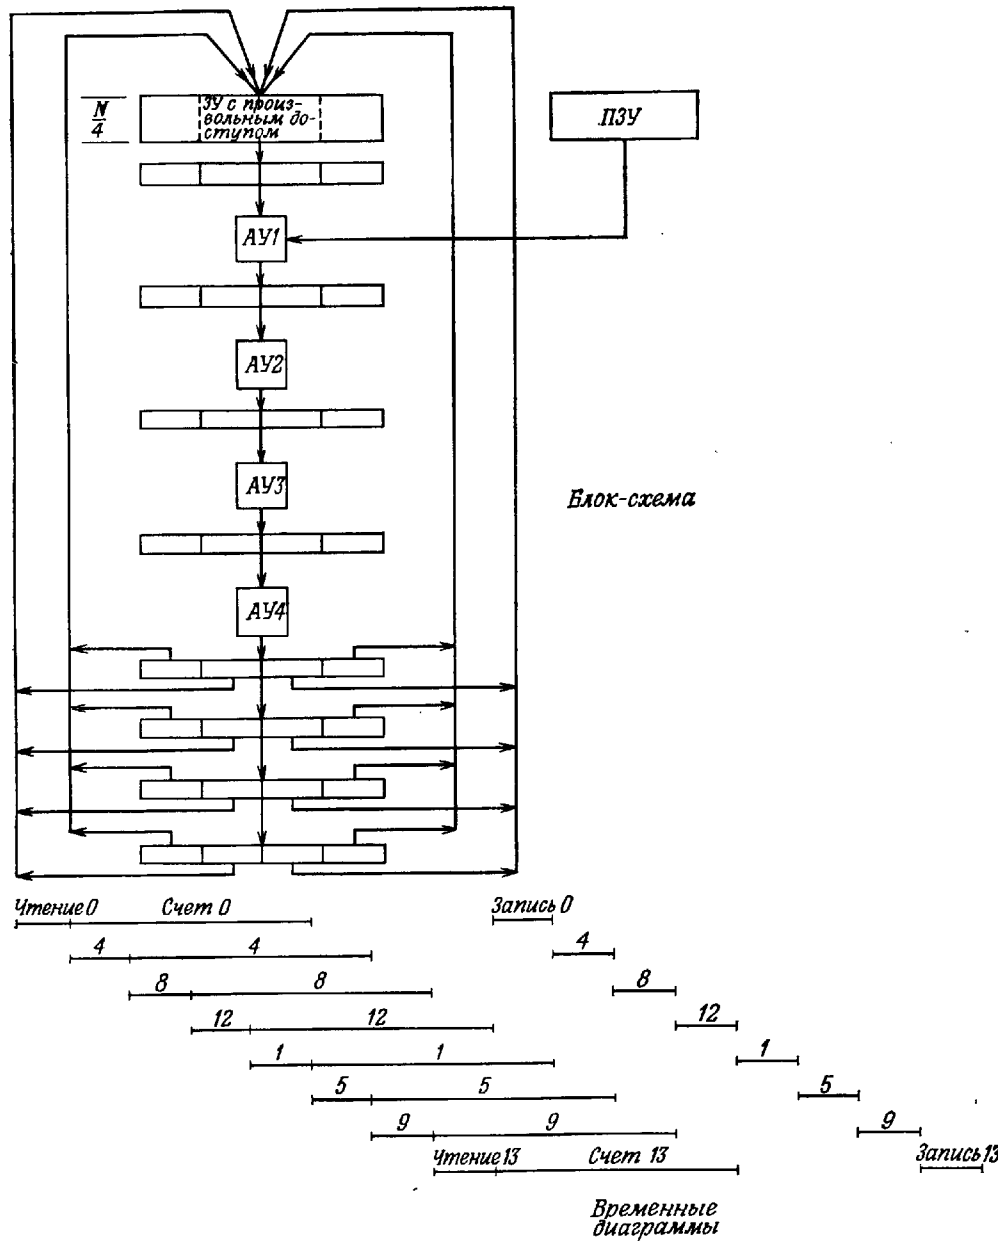 N
4
ЗУ с произ-
вольным до-
ступом
ПЗУ
АУ1
АУ2
АУ3
Блок-схема
АУ4
Чтение 0 Счет 0 Запись 0
4 4 4
8 8 8
12 12 12
1 1 1
5 5 5
9 9 9
Чтение 13 Счет 13 Запись 13
Временные
диаграммы